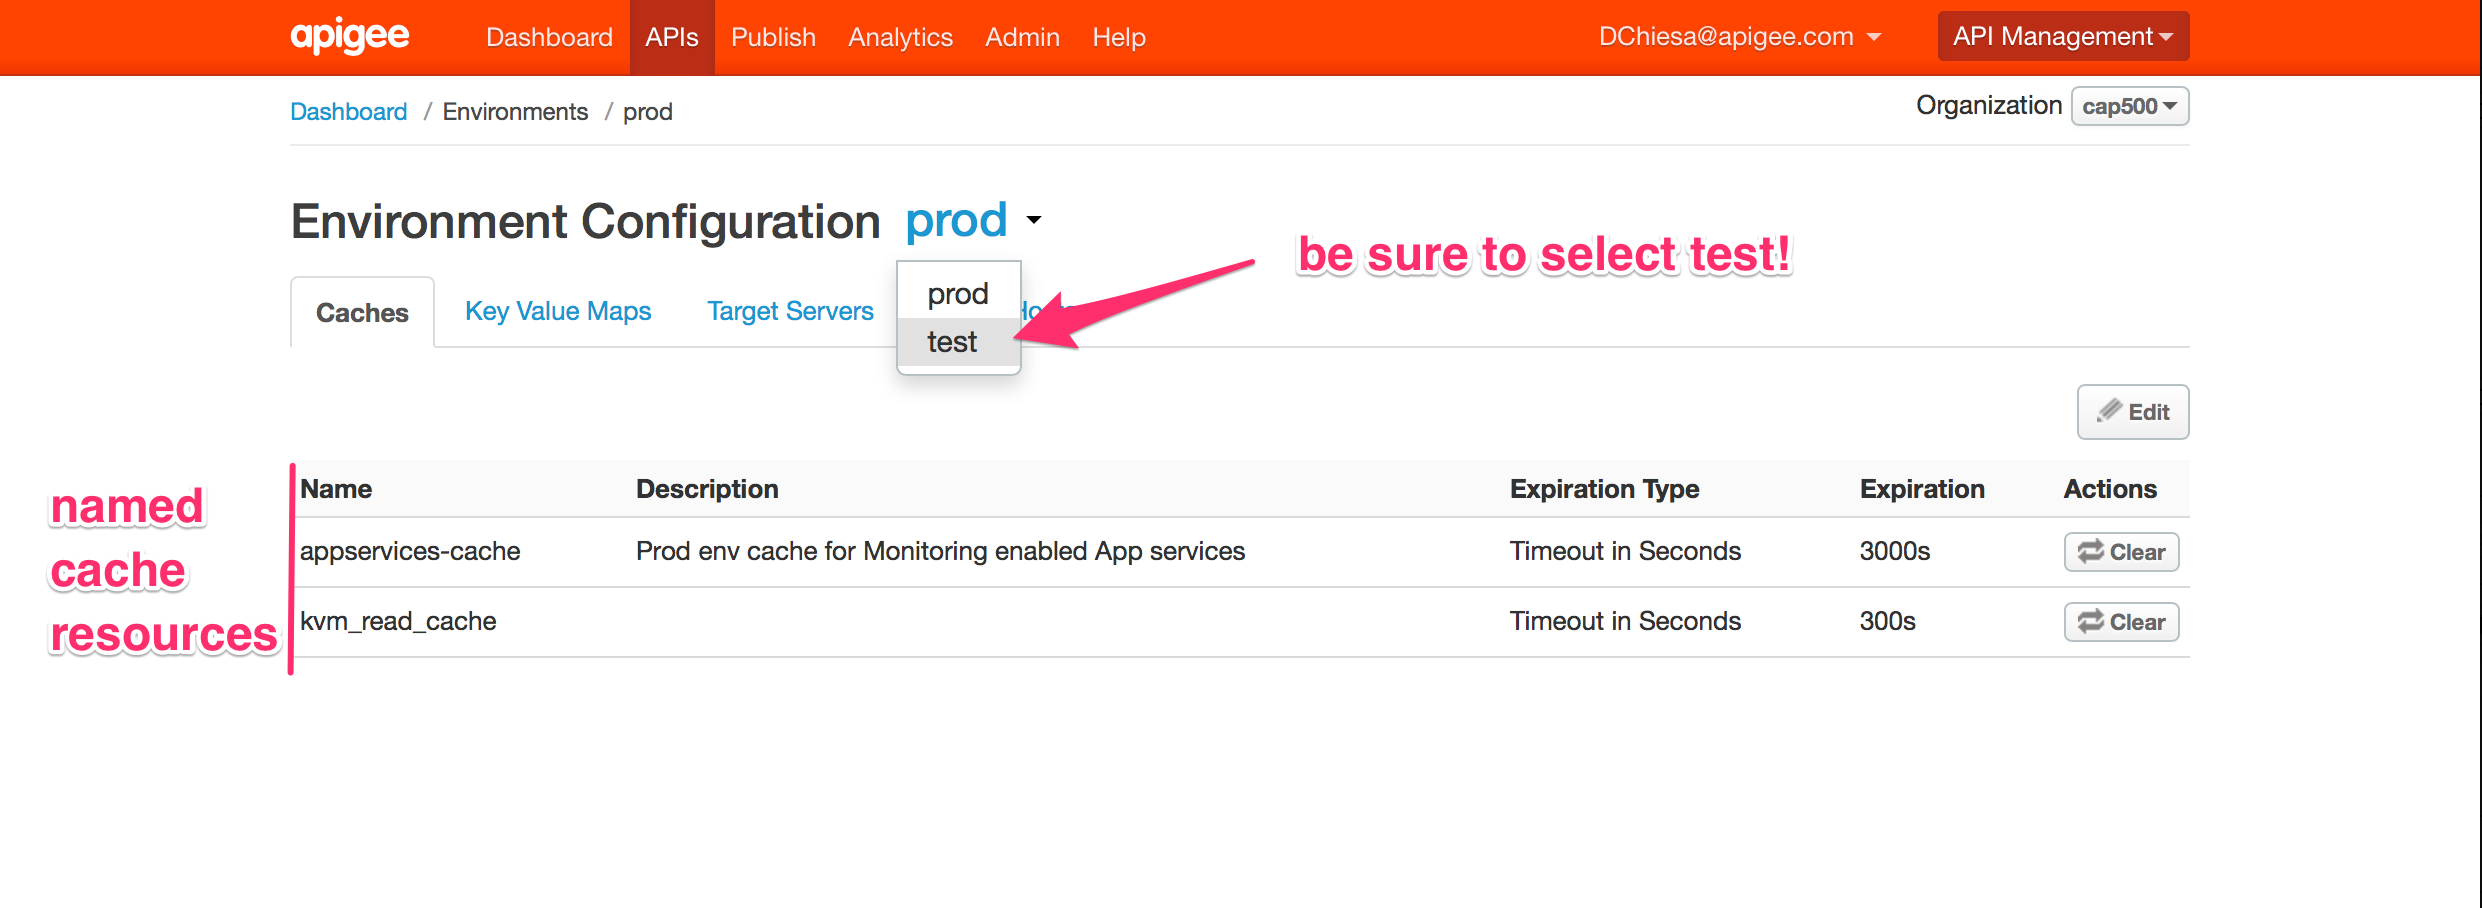 apigee Dashboard APIs Publish Analytics Admin Help DChiesa@apigee.com API Management
Dashboard / Environments / prod Organization cap500
Environment Configuration prod
be sure to select test!
prod
Caches Key Value Maps Target Servers
test
Edit
Name Description Expiration Type Expiration Actions
appservices-cache Prod env cache for Monitoring enabled App services Timeout in Seconds 3000s Clear
kvm_read_cache Timeout in Seconds 300s Clear
named
cache
resources